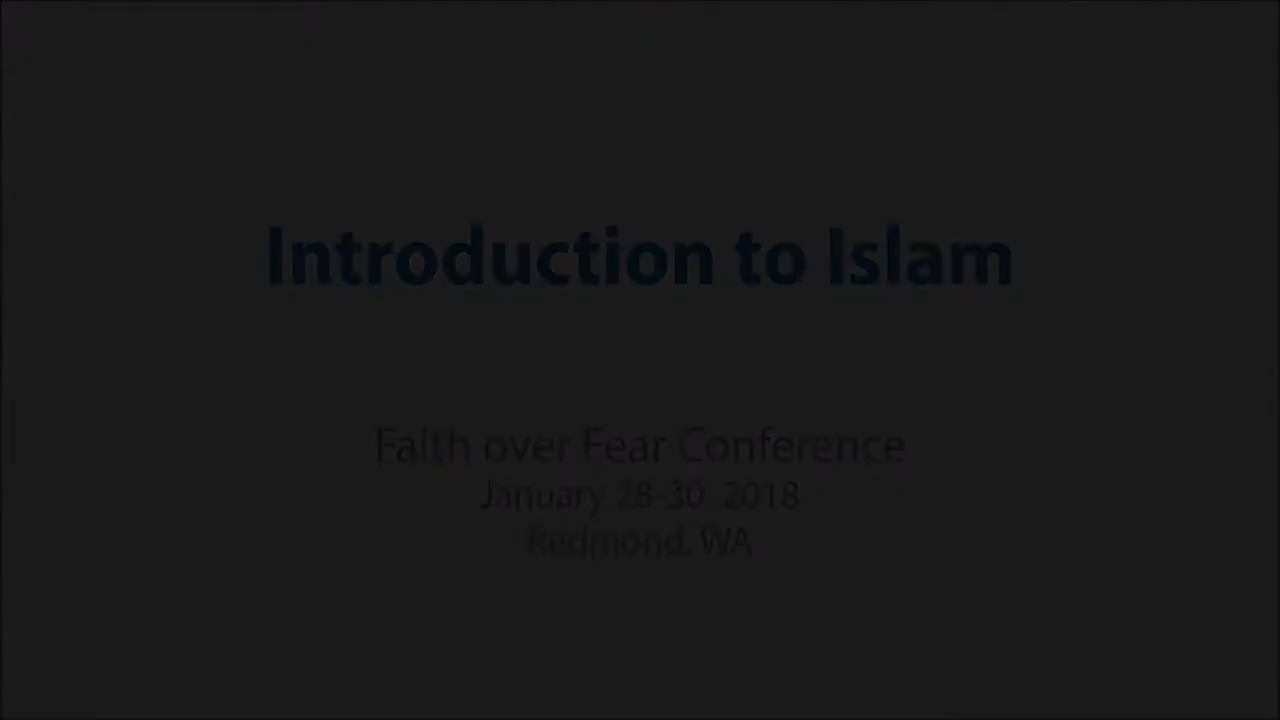 Introduction to Islam
Faith over Fear Conference
January 28-30, 2018
Redmond, WA